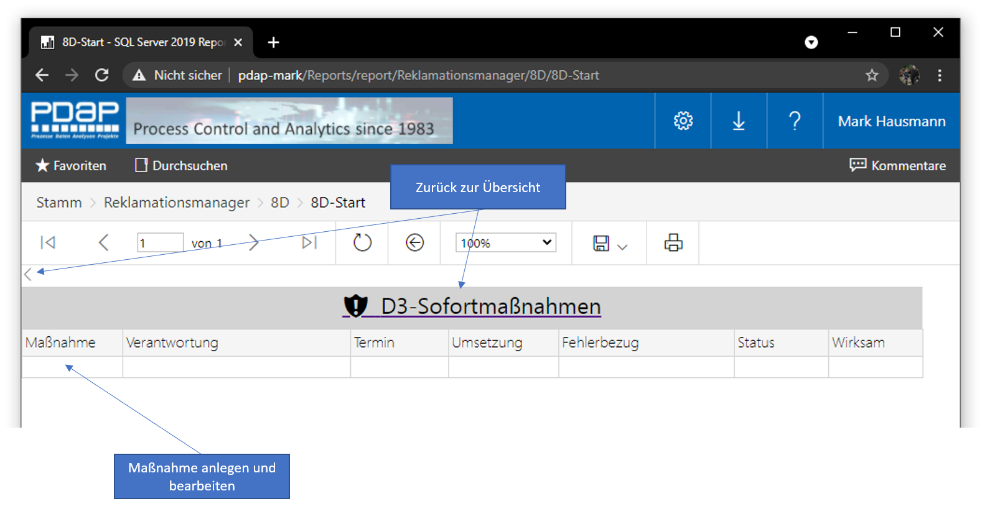 8D-Start - SQL Server 2019 Repo
Nicht sicher | pdap-mark/Reports/report/Reklamationsmanager/8D/8D-Start
PDAP
Prozesse Daten Analysen Projekte
Process Control and Analytics since 1983
Mark Hausmann
Favoriten
Durchsuchen
Kommentare
Zurück zur Übersicht
Stamm > Reklamationsmanager > 8D > 8D-Start
1 von 1
100%
D3-Sofortmaßnahmen
Maßnahme Verantwortung Termin Umsetzung Fehlerbezug Status Wirksam
Maßnahme anlegen und
bearbeiten